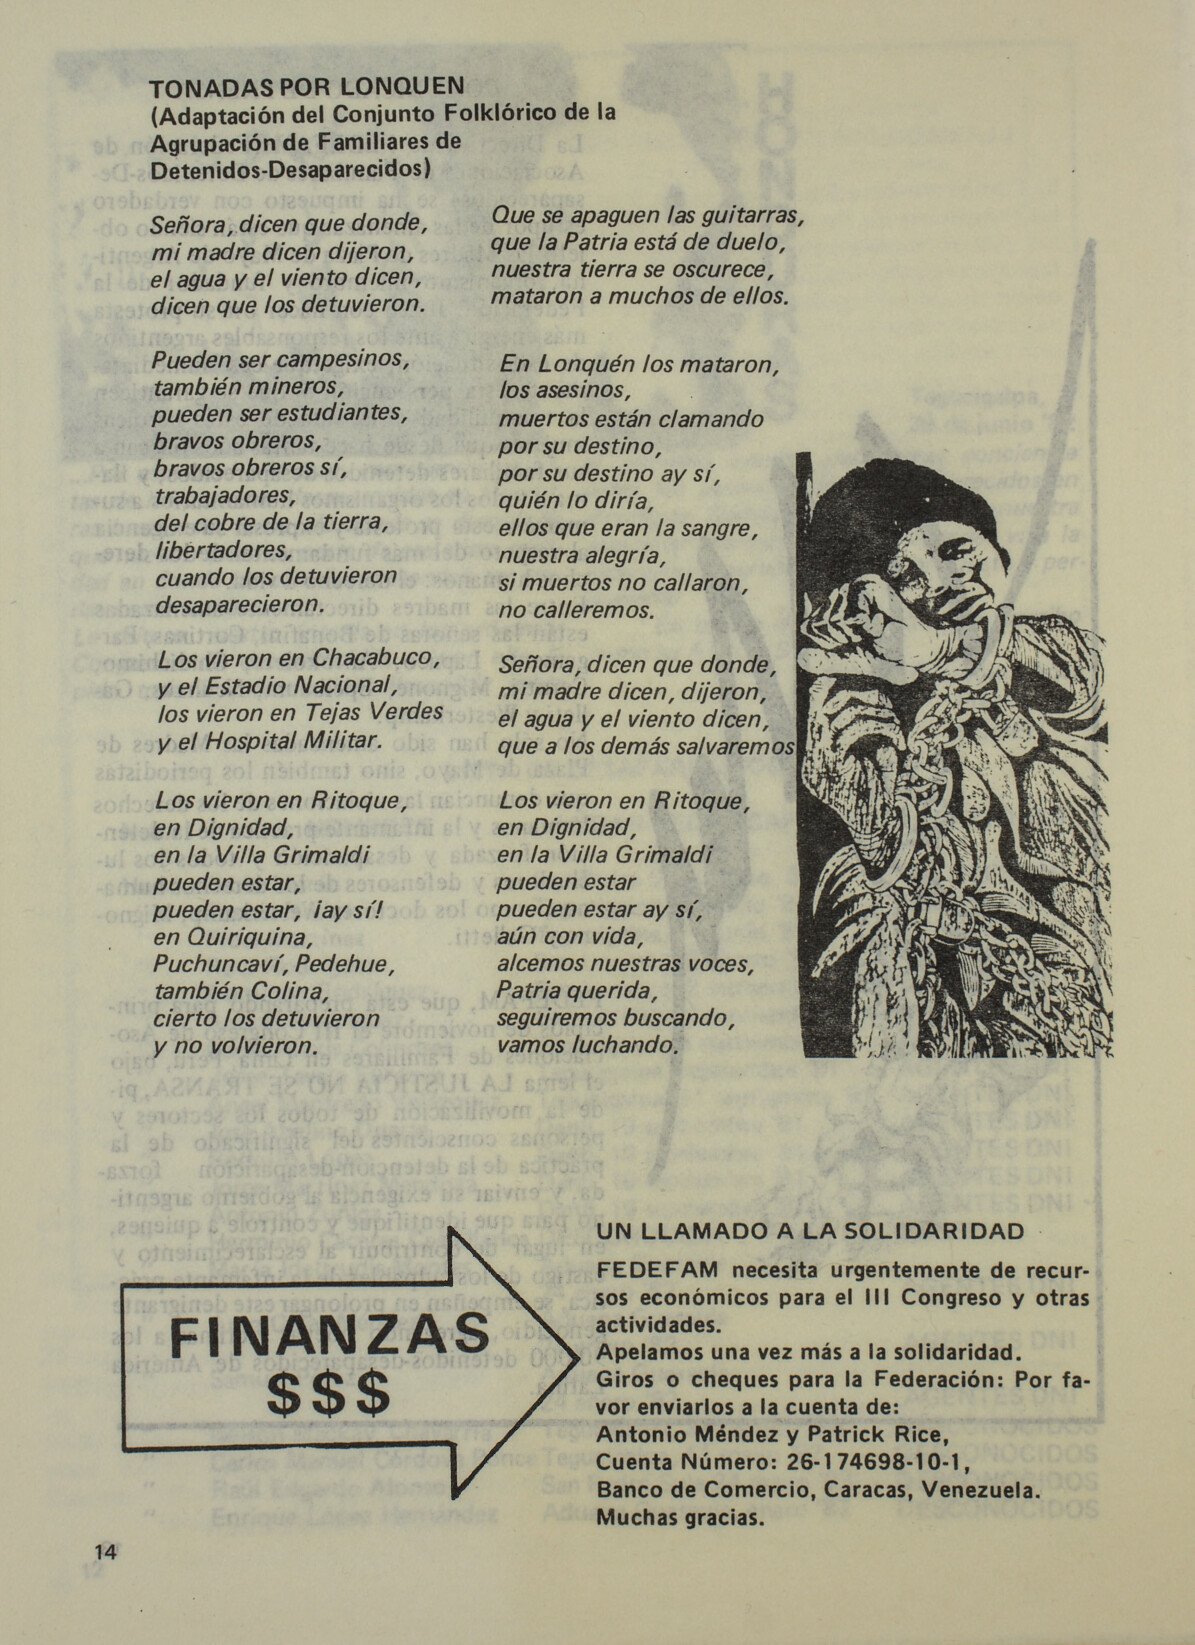 TONADAS POR LONQUEN
(Adaptación del Conjunto Folklórico de la
Agrupación de Familiares de
Detenidos-Desaparecidos)
Señora, dicen que donde,
mi madre dicen dijeron,
el agua y el viento dicen,
dicen que los detuvieron.
Pueden ser campesinos,
también mineros,
pueden ser estudiantes,
bravos obreros,
bravos obreros sí,
trabajadores,
del cobre de la tierra,
libertadores,
cuando los detuvieron
desaparecieron.
Los vieron en Chacabuco,
y el Estadio Nacional,
los vieron en Tejas Verdes
y el Hospital Militar.
Los vieron en Ritoque,
en Dignidad,
en la Villa Grimaldi
pueden estar,
pueden estar, ¡ay sí!
en Quiriquina,
Puchuncaví, Pedehue,
también Colina,
cierto los detuvieron
y no volvieron.
Que se apaguen las guitarras,
que la Patria está de duelo,
nuestra tierra se oscurece,
mataron a muchos de ellos.
En Lonquén los mataron,
los asesinos,
muertos están clamando
por su destino,
por su destino ay sí,
quién lo diría,
ellos que eran la sangre,
nuestra alegría,
si muertos no callaron,
no calleremos.
Señora, dicen que donde,
mi madre dicen, dijeron,
el agua y el viento dicen,
que a los demás salvaremos
Los vieron en Ritoque,
en Dignidad,
en la Villa Grimaldi
pueden estar
pueden estar ay sí,
aún con vida,
alcemos nuestras voces,
Patria querida,
seguiremos buscando,
vamos luchando.
FINANZAS
$$$
UN LLAMADO A LA SOLIDARIDAD
FEDEFAM necesita urgentemente de recur-
sos económicos para el III Congreso y otras
actividades.
Apelamos una vez más a la solidaridad.
Giros o cheques para la Federación: Por fa-
vor enviarlos a la cuenta de:
Antonio Méndez y Patrick Rice,
Cuenta Número: 26-174698-10-1,
Banco de Comercio, Caracas, Venezuela.
Muchas gracias.
14